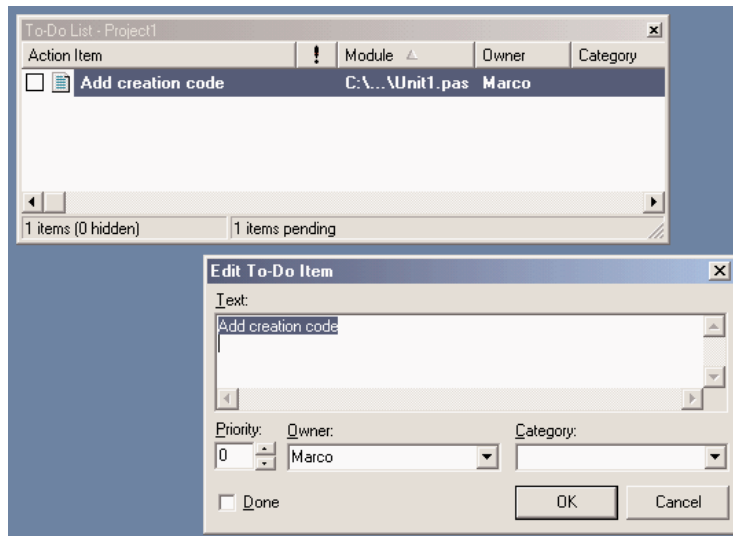 To-Do List - Project1
Action Item ! Module Owner Category
Add creation code C:\...\Unit1.pas Marco
1 items (0 hidden) 1 items pending
Edit To-Do Item
Text:
Add creation code
Priority: Owner: Category:
0 Marco
Done OK Cancel